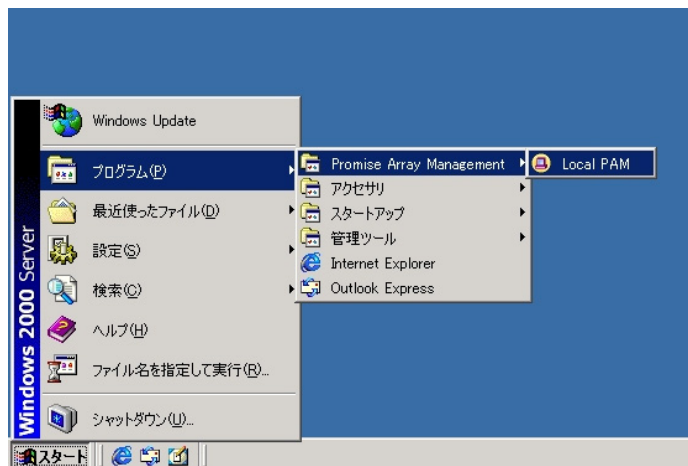 Windows Update
プログラム(P)
最近使ったファイル(D)
設定(S)
検索(C)
ヘルプ(H)
ファイル名を指定して実行(R)...
シャットダウン(U)...
Windows 2000 Server
Promise Array Management
アクセサリ
スタートアップ
管理ツール
Internet Explorer
Outlook Express
Local PAM
スタート